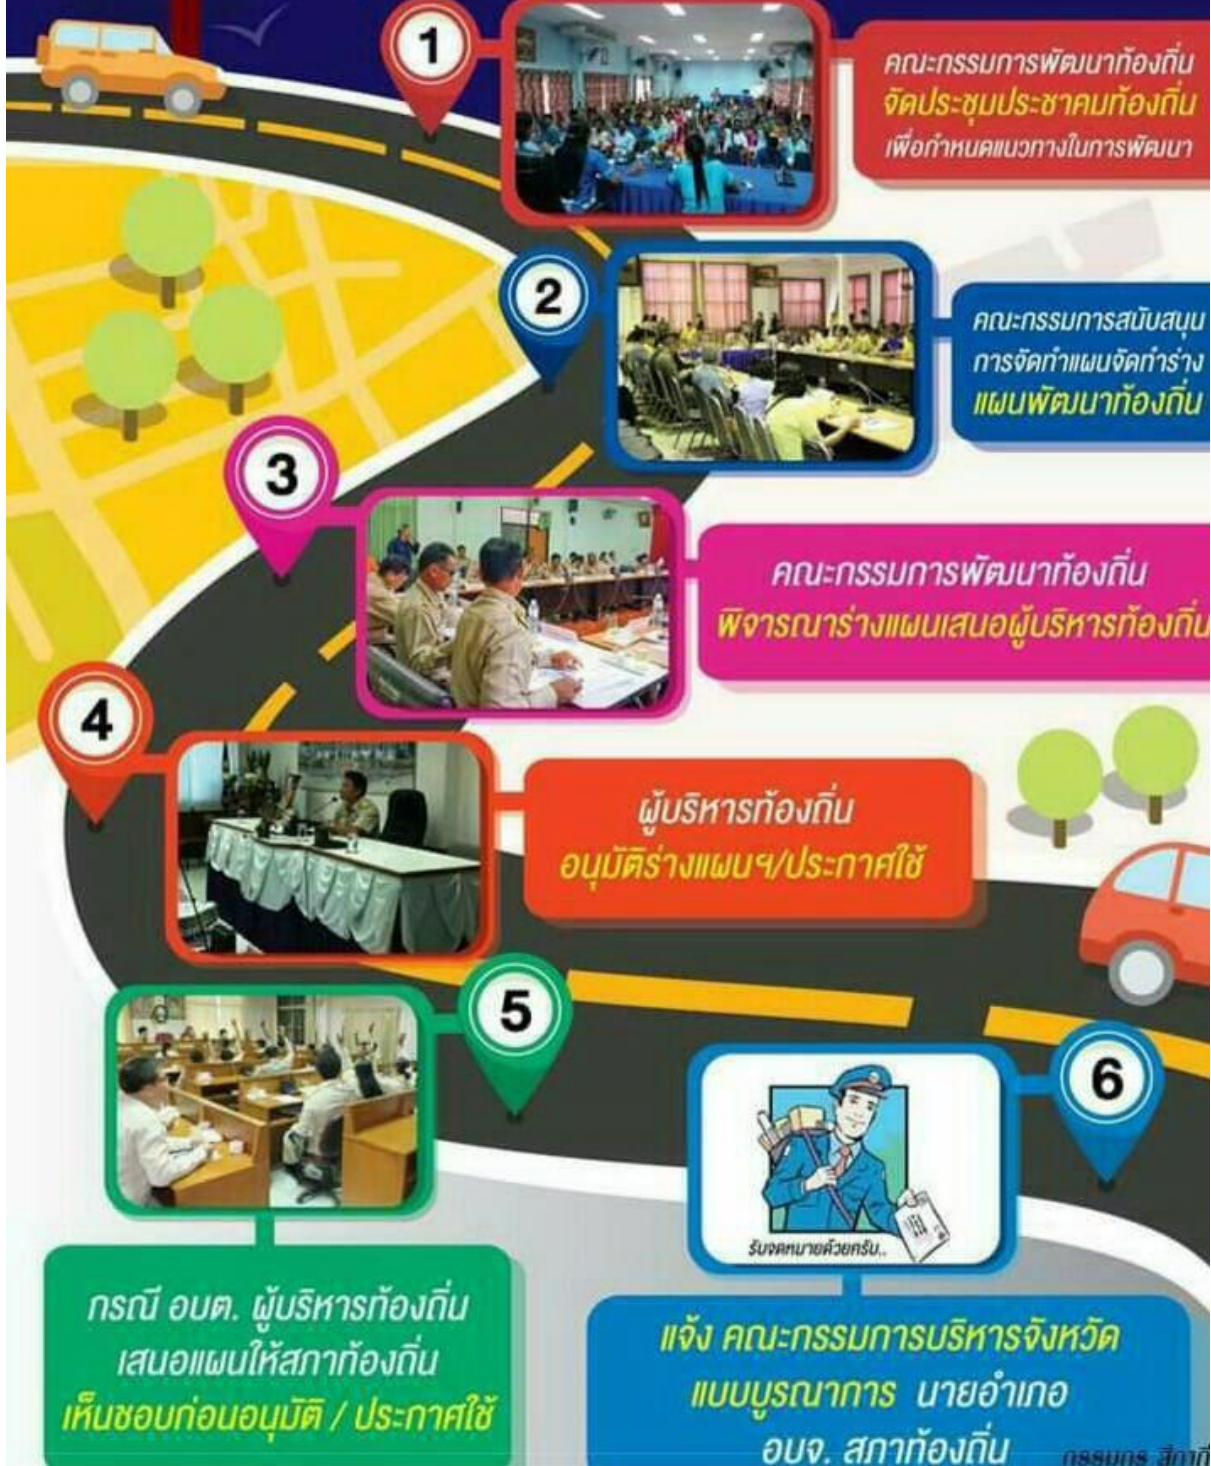 1
คณะกรรมการพัฒนาท้องถิ่น
จัดประชุมประชาคมท้องถิ่น
เพื่อกำหนดแนวทางในการพัฒนา
2
คณะกรรมการสนับสนุน
การจัดทำแผนจัดทำร่าง
แผนพัฒนาท้องถิ่น
3
คณะกรรมการพัฒนาท้องถิ่น
พิจารณาร่างแผนเสนอผู้บริหารท้องถิ่น
4
ผู้บริหารท้องถิ่น
อนุมัติร่างแผนฯ/ประกาศใช้
5
กรณี อบต. ผู้บริหารท้องถิ่น
เสนอแผนให้สภาท้องถิ่น
เห็นชอบก่อนอนุมัติ / ประกาศใช้
6
รับจดหมายด้วยครับ..
แจ้ง คณะกรรมการบริหารจังหวัด
แบบบูรณาการ นายอำเภอ
อบจ. สภาท้องถิ่น